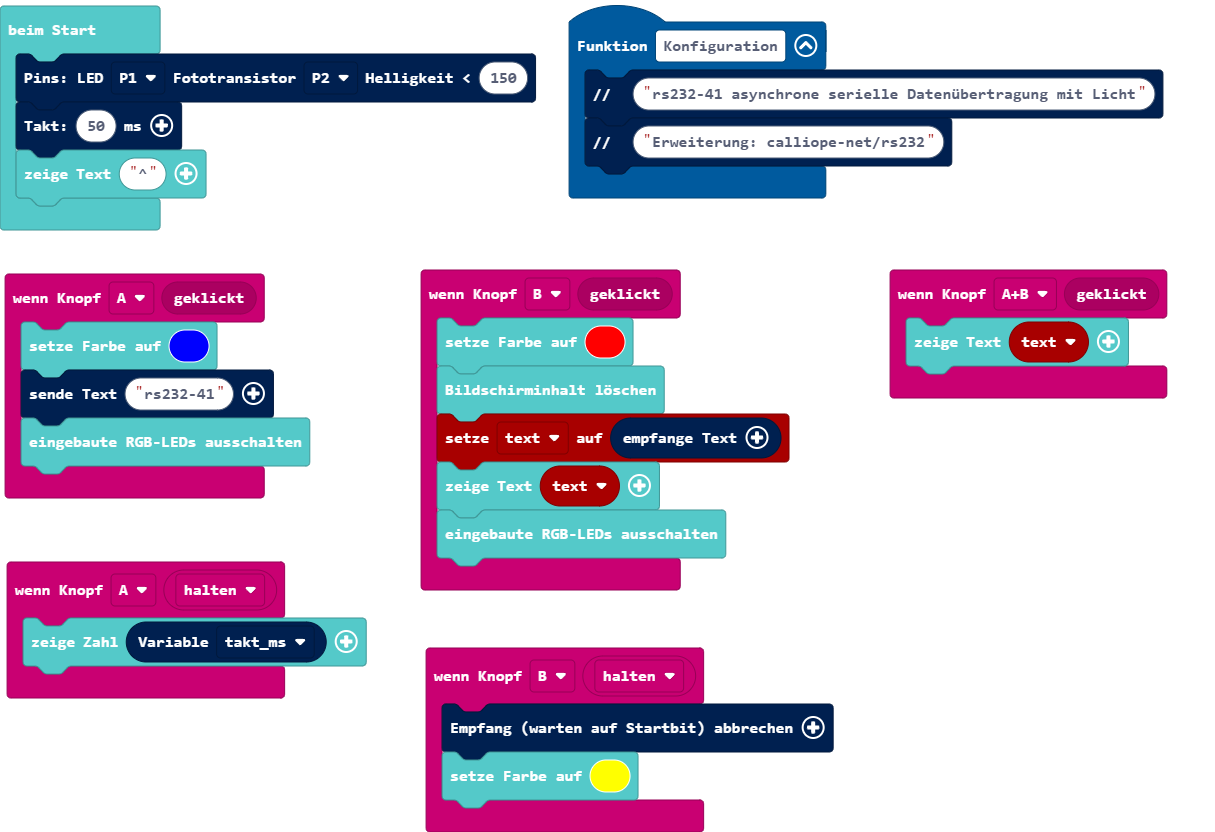 beim Start
Pins: LED P1 Fototransistor P2 Helligkeit < 150
Takt: 50 ms
zeige Text "^"
Funktion Konfiguration
// "rs232-41 asynchrone serielle Datenübertragung mit Licht"
// "Erweiterung: calliope-net/rs232"
wenn Knopf A geklickt
setze Farbe auf
sende Text "rs232-41"
eingebaute RGB-LEDs ausschalten
wenn Knopf B geklickt
setze Farbe auf
Bildschirminhalt löschen
setze text auf empfange Text
zeige Text text
eingebaute RGB-LEDs ausschalten
wenn Knopf A+B geklickt
zeige Text text
wenn Knopf A halten
zeige Zahl Variable takt_ms
wenn Knopf B halten
Empfang (warten auf Startbit) abbrechen
setze Farbe auf